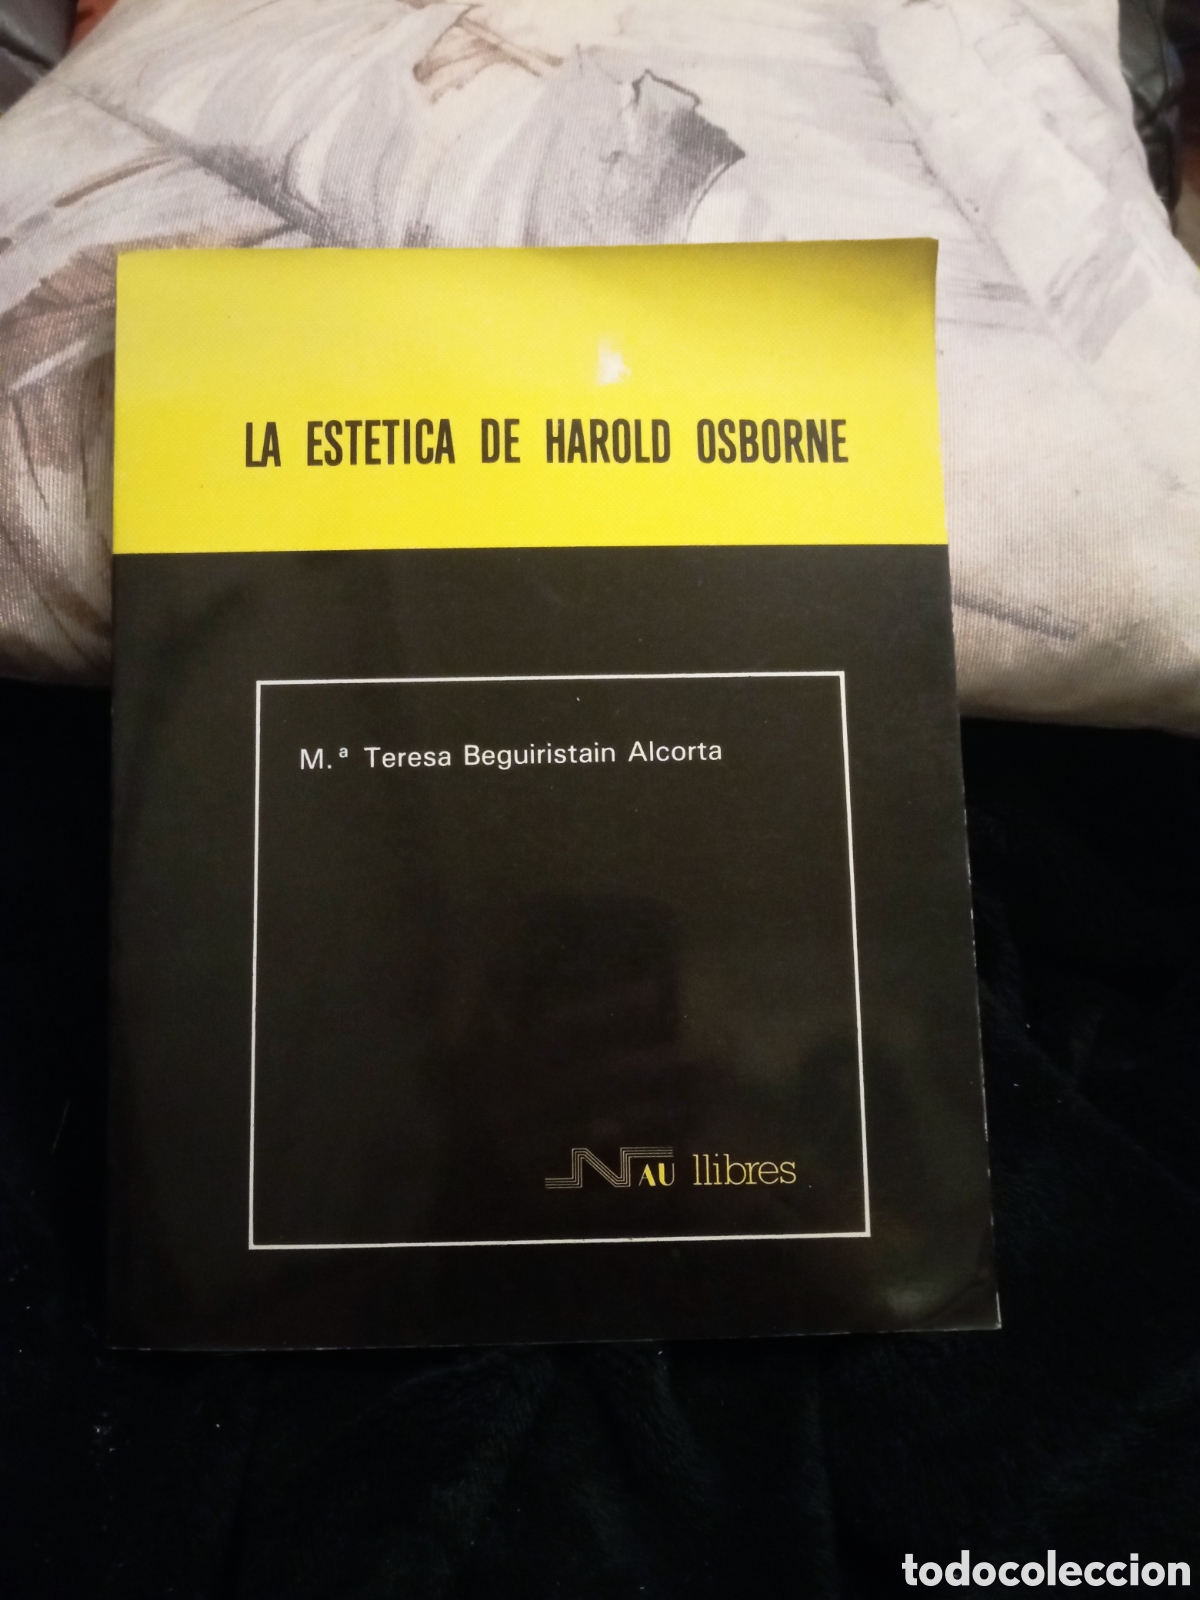 LA ESTETICA DE HAROLD OSBORNE
M.ª Teresa Beguiristain Alcorta
NAU llibres
todocoleccion